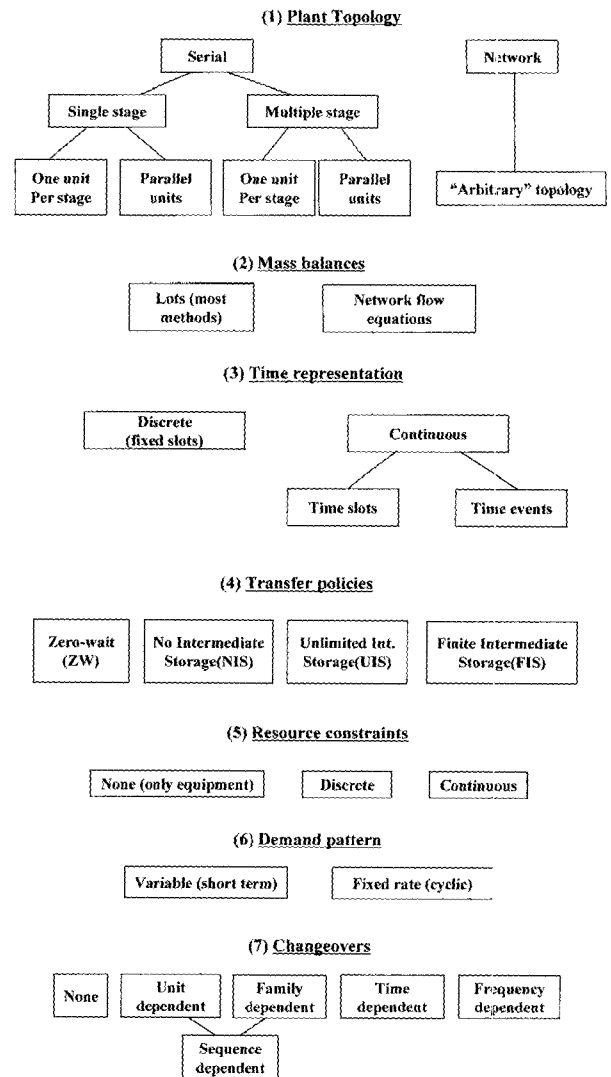 (1) Plant Topology
Serial
Network
Single stage
Multiple stage
One unit
Per stage
Parallel
units
One unit
Per stage
Parallel
units
“Arbitrary” topology
(2) Mass balances
Lots (most
methods)
Network flow
equations
(3) Time representation
Discrete
(fixed slots)
Continuous
Time slots
Time events
(4) Transfer policies
Zero-wait
(ZW)
No Intermediate
Storage(NIS)
Unlimited Int.
Storage(UIS)
Finite Intermediate
Storage(FIS)
(5) Resource constraints
None (only equipment)
Discrete
Continuous
(6) Demand pattern
Variable (short term)
Fixed rate (cyclic)
(7) Changeovers
None
Unit
dependent
Family
dependent
Time
dependent
Frequency
dependent
Sequence
dependent